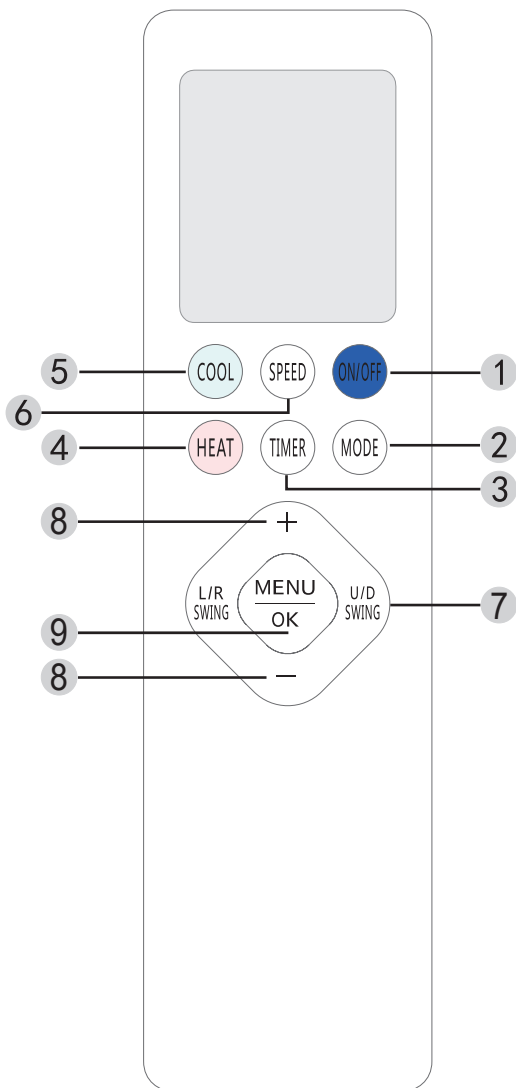 5
COOL
SPEED
ON/OFF
1
6
4
HEAT
TIMER
MODE
2
3
8
+
L/R
SWING
MENU
OK
U/D
SWING
7
9
8
−